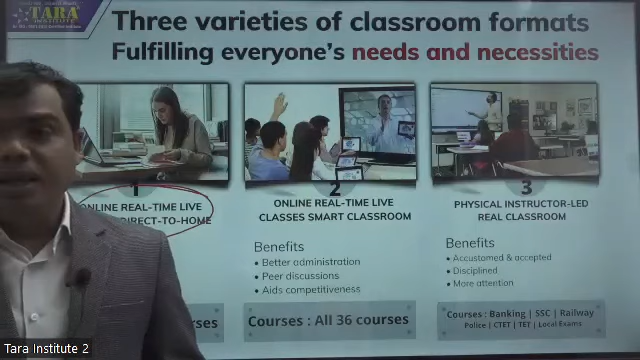 TARA
INSTITUTE
Three varieties of classroom formats
Fulfilling everyone's needs and necessities
1
ONLINE REAL-TIME LIVE
DIRECT-TO-HOME
2
ONLINE REAL-TIME LIVE
CLASSES SMART CLASSROOM
Benefits
• Better administration
• Peer discussions
• Aids competitiveness
Courses : All 36 courses
3
PHYSICAL INSTRUCTOR-LED
REAL CLASSROOM
Benefits
• Accustomed & accepted
• Disciplined
• More attention
Courses : Banking | SSC | Railway
Police | CTET | TET | Local Exams
Tara Institute 2